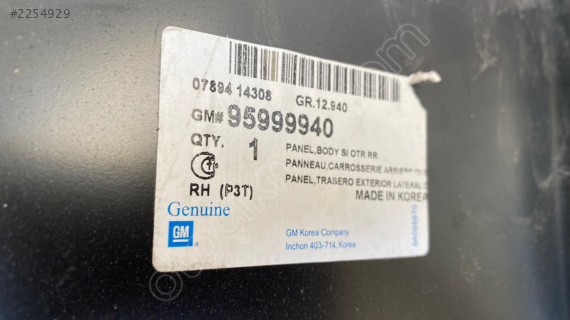 #2254929
07894 14308 GR.12.940
GM# 95999940
QTY. 1
PANEL,BODY SI OTR RR
PANNEAU,CARROSSERIE ARRIERE
PANEL,TRASERO EXTERIOR LATERAL
MADE IN KOREA
RH (P3T)
Genuine
GM
GM Korea Company
Inchon 403-714, Korea